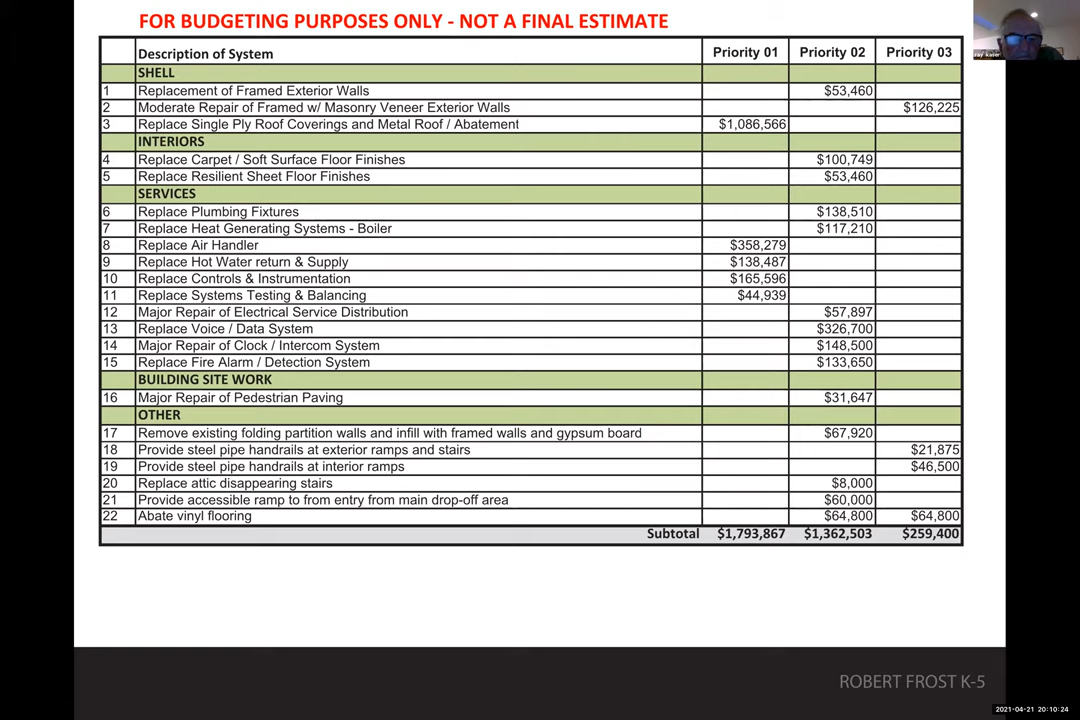 FOR BUDGETING PURPOSES ONLY - NOT A FINAL ESTIMATE
Description of System Priority 01 Priority 02 Priority 03
SHELL
1 Replacement of Framed Exterior Walls $53,460
2 Moderate Repair of Framed w/ Masonry Veneer Exterior Walls $126,225
3 Replace Single Ply Roof Coverings and Metal Roof / Abatement $1,086,566
INTERIORS
4 Replace Carpet / Soft Surface Floor Finishes $100,749
5 Replace Resilient Sheet Floor Finishes $53,460
SERVICES
6 Replace Plumbing Fixtures $138,510
7 Replace Heat Generating Systems - Boiler $117,210
8 Replace Air Handler $358,279
9 Replace Hot Water return & Supply $138,487
10 Replace Controls & Instrumentation $165,596
11 Replace Systems Testing & Balancing $44,939
12 Major Repair of Electrical Service Distribution $57,897
13 Replace Voice / Data System $326,700
14 Major Repair of Clock / Intercom System $148,500
15 Replace Fire Alarm / Detection System $133,650
BUILDING SITE WORK
16 Major Repair of Pedestrian Paving $31,647
OTHER
17 Remove existing folding partition walls and infill with framed walls and gypsum board $67,920
18 Provide steel pipe handrails at exterior ramps and stairs $21,875
19 Provide steel pipe handrails at interior ramps $46,500
20 Replace attic disappearing stairs $8,000
21 Provide accessible ramp to from entry from main drop-off area $60,000
22 Abate vinyl flooring $64,800 $64,800
Subtotal $1,793,867 $1,362,503 $259,400
ROBERT FROST K-5
2021-04-21 20:10:24